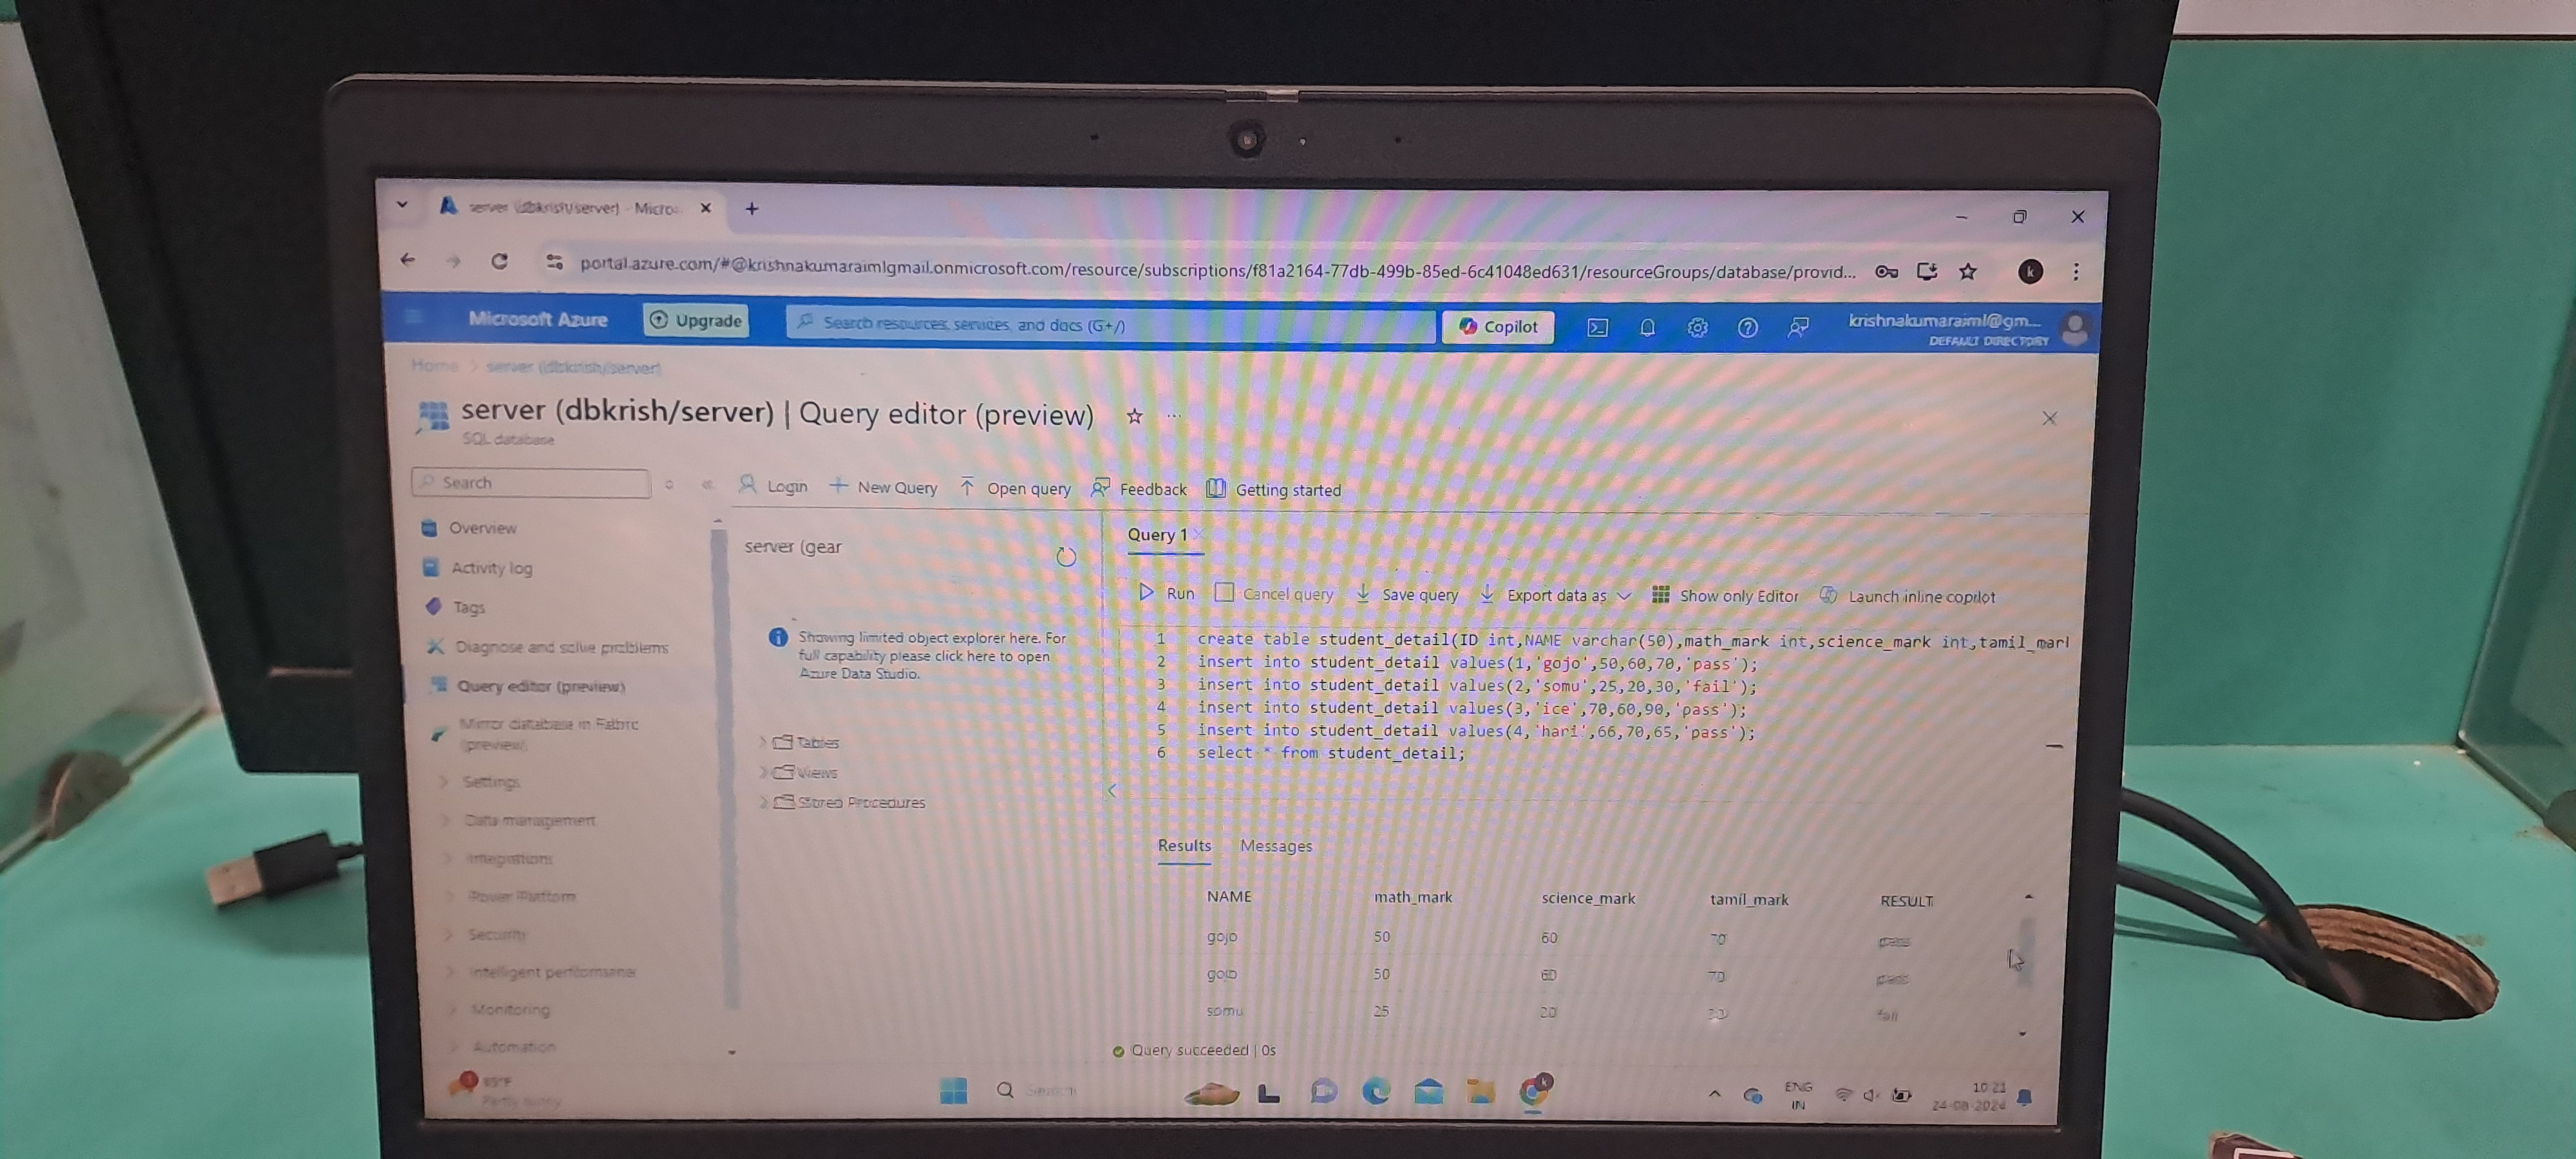 server (dbkrish/server) - Micro
portal.azure.com/#@krishnakumaraimlgmail.onmicrosoft.com/resource/subscriptions/f81a2164-77db-499b-85ed-6c41048ed631/resourceGroups/database/provid...
k
Microsoft Azure
Upgrade
Search resources, services, and docs (G+/)
Copilot
krishnakumaraiml@gm...
DEFAULT DIRECTORY
Home > server (dbkrish/server)
server (dbkrish/server) | Query editor (preview)
SQL database
Search
Login
New Query
Open query
Feedback
Getting started
Overview
Activity log
Tags
Diagnose and solve problems
Query editor (preview)
Mirror database in Fabric
(preview)
Settings
Data management
Integrations
Power Platform
Security
Intelligent performance
Monitoring
Automation
server (gear
Showing limited object explorer here. For
full capability please click here to open
Azure Data Studio.
Tables
Views
Stored Procedures
Query 1
Run
Cancel query
Save query
Export data as
Show only Editor
Launch inline copilot
1 create table student_detail(ID int,NAME varchar(50),math_mark int,science_mark int,tamil_marl
2 insert into student_detail values(1,'gojo',50,60,70,'pass');
3 insert into student_detail values(2,'somu',25,20,30,'fail');
4 insert into student_detail values(3,'ice',70,60,90,'pass');
5 insert into student_detail values(4,'hari',66,70,65,'pass');
6 select * from student_detail;
Results Messages
NAME math_mark science_mark tamil_mark RESULT
gojo 50 60 70 pass
gojo 50 60 70 pass
somu 25 20 30 fail
Query succeeded | 0s
1
85°F
Partly sunny
Search
ENG
IN
10:21
24-08-2024